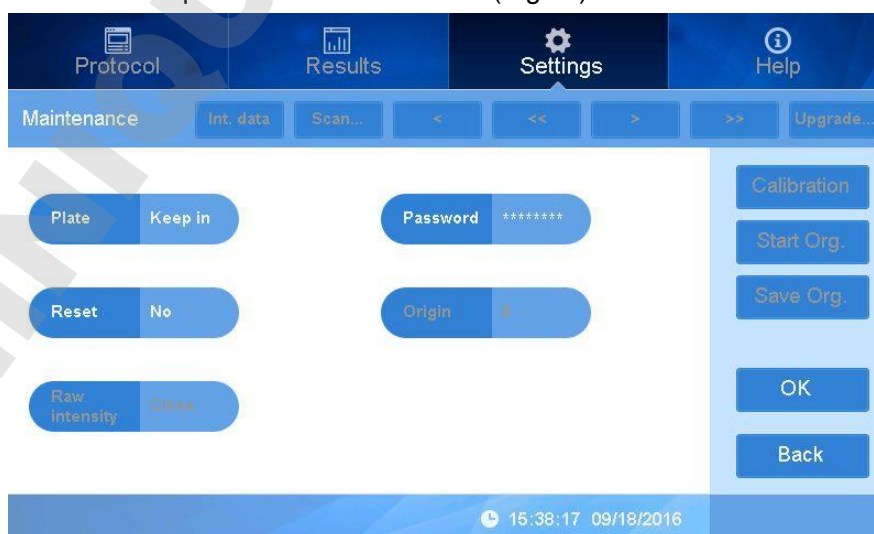 Protocol
Results
Settings
Help
Maintenance
Int. data
Scan...
<
<<
>
>>
Upgrade...
Plate
Keep in
Password
********
Reset
No
Origin
Raw
intensity
Close
Calibration
Start Org.
Save Org.
OK
Back
15:38:17 09/18/2016